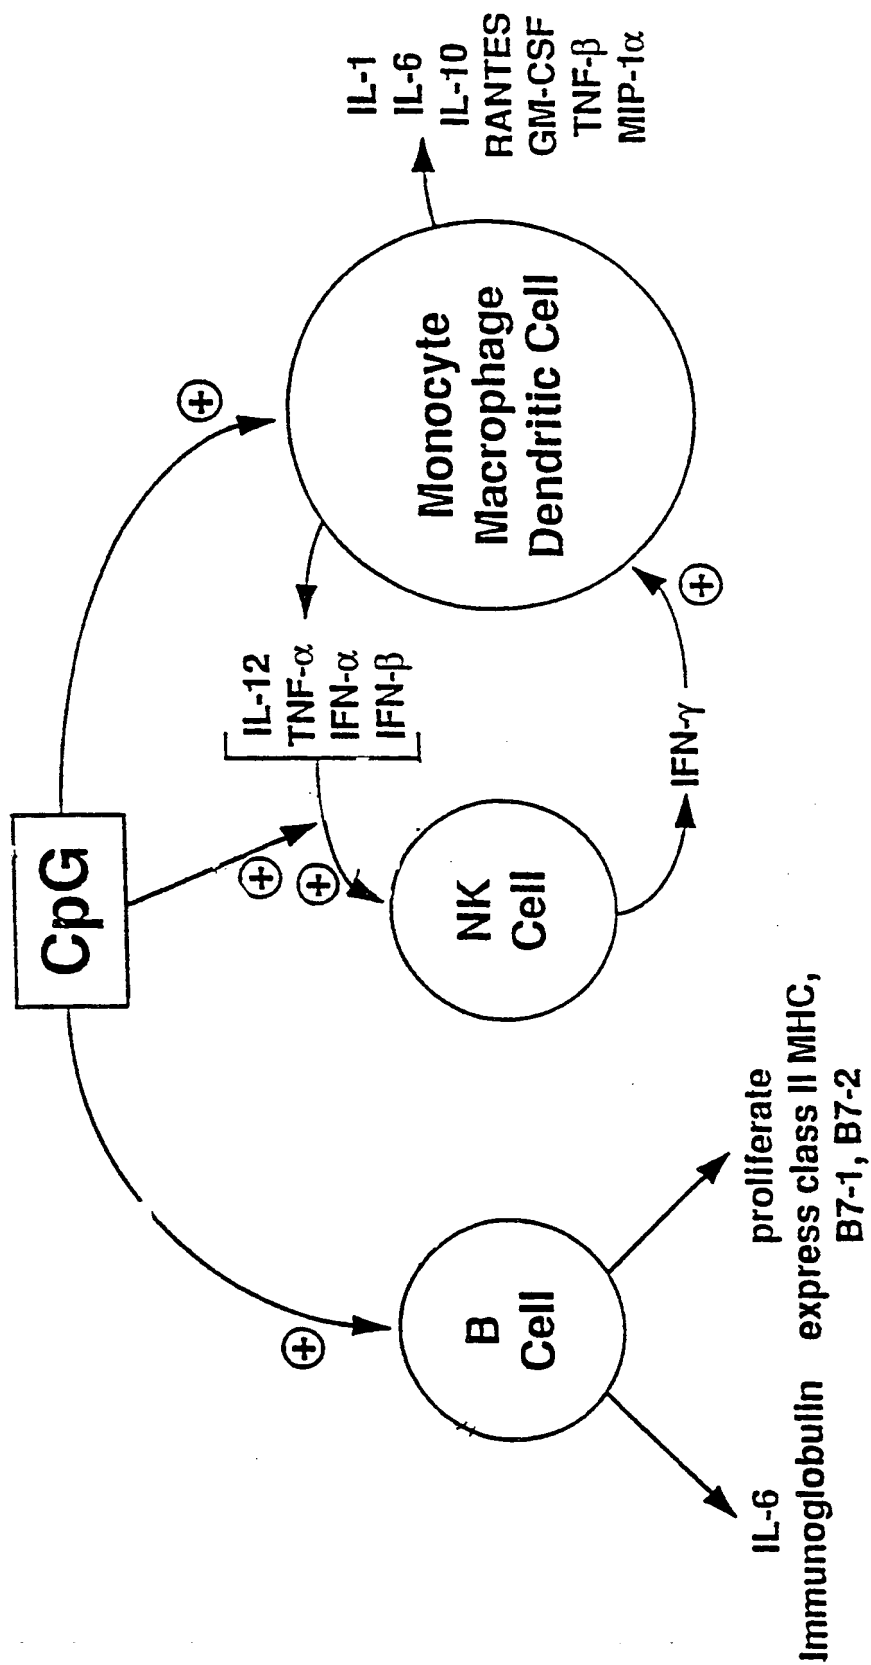 CpG
+
+
+
+
IL-12
TNF-α
IFN-α
IFN-β
IL-1
IL-6
IL-10
RANTES
GM-CSF
TNF-β
MIP-1α
B
Cell
NK
Cell
Monocyte
Macrophage
Dendritic Cell
IFN-γ
+
IL-6
Immunoglobulin
proliferate
express class II MHC,
B7-1, B7-2